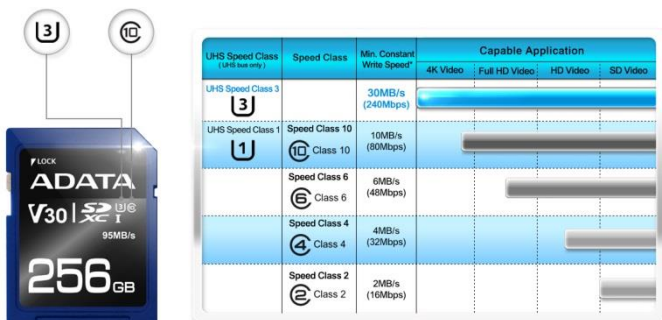 3
10
LOCK
ADATA
V30 SDXC I U3 10
95MB/s
256GB
UHS Speed Class
(UHS bus only)
Speed Class
Min. Constant
Write Speed*
Capable Application
4K Video
Full HD Video
HD Video
SD Video
UHS Speed Class 3
3
30MB/s
(240Mbps)
UHS Speed Class 1
1
Speed Class 10
10 Class 10
10MB/s
(80Mbps)
Speed Class 6
6 Class 6
6MB/s
(48Mbps)
Speed Class 4
4 Class 4
4MB/s
(32Mbps)
Speed Class 2
2 Class 2
2MB/s
(16Mbps)